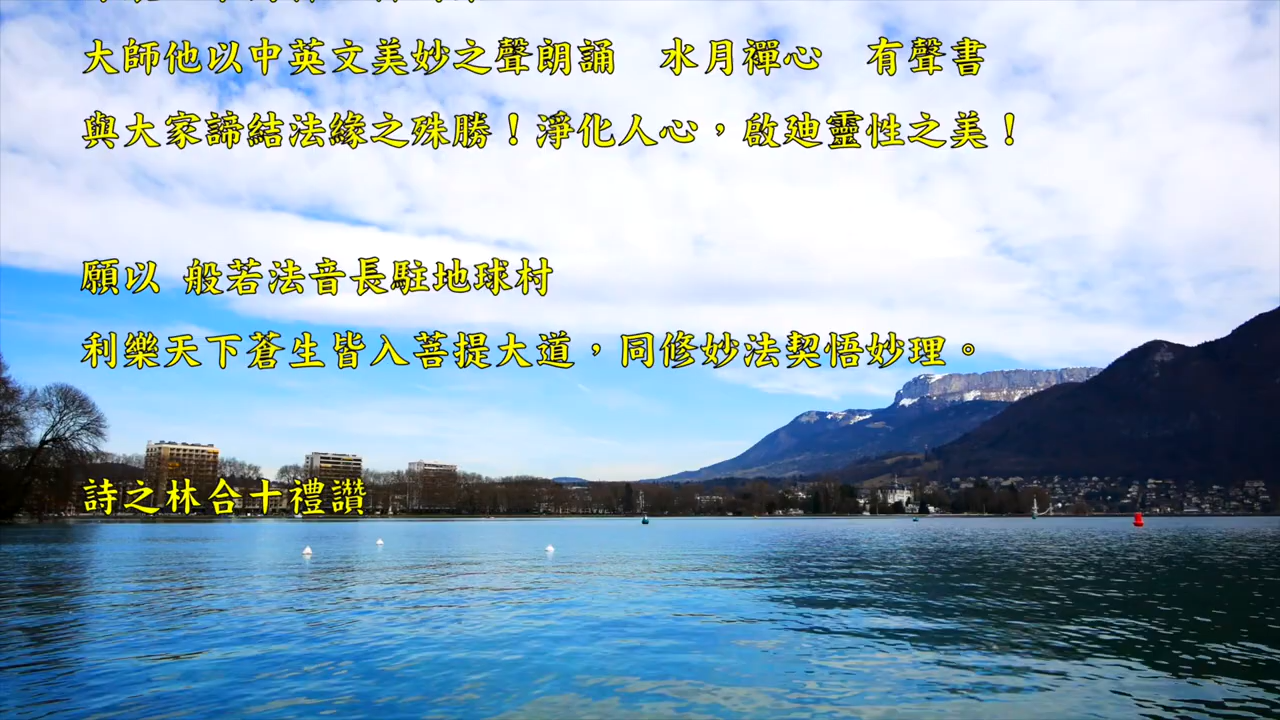 大師他以中英文美妙之聲朗誦　水月禪心　有聲書
與大家諦結法緣之殊勝！淨化人心，啟迪靈性之美！
願以 般若法音長駐地球村
利樂天下蒼生皆入菩提大道，同修妙法契悟妙理。
詩之林合十禮讚